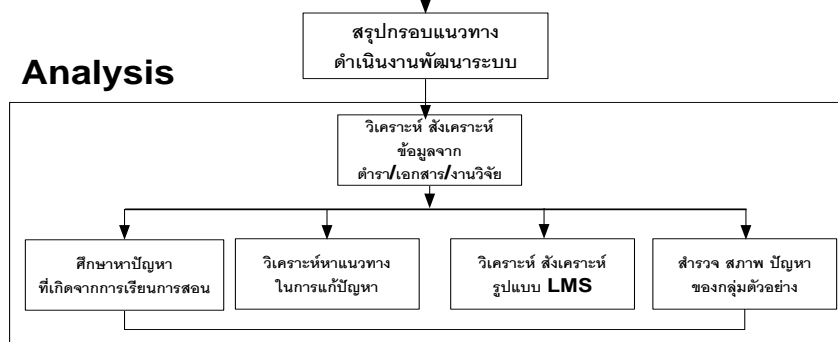 สรุปกรอบแนวทาง
ดำเนินงานพัฒนาระบบ
Analysis
วิเคราะห์ สังเคราะห์
ข้อมูลจาก
ตำรา/เอกสาร/งานวิจัย
ศึกษาหาปัญหา
ที่เกิดจากการเรียนการสอน
วิเคราะห์หาแนวทาง
ในการแก้ปัญหา
วิเคราะห์ สังเคราะห์
รูปแบบ LMS
สำรวจ สภาพ ปัญหา
ของกลุ่มตัวอย่าง